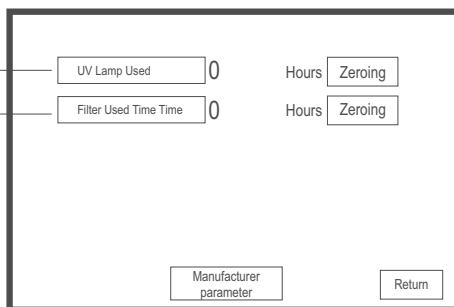 UV Lamp Used 0 Hours Zeroing
Filter Used Time Time 0 Hours Zeroing
Manufacturer
parameter
Return